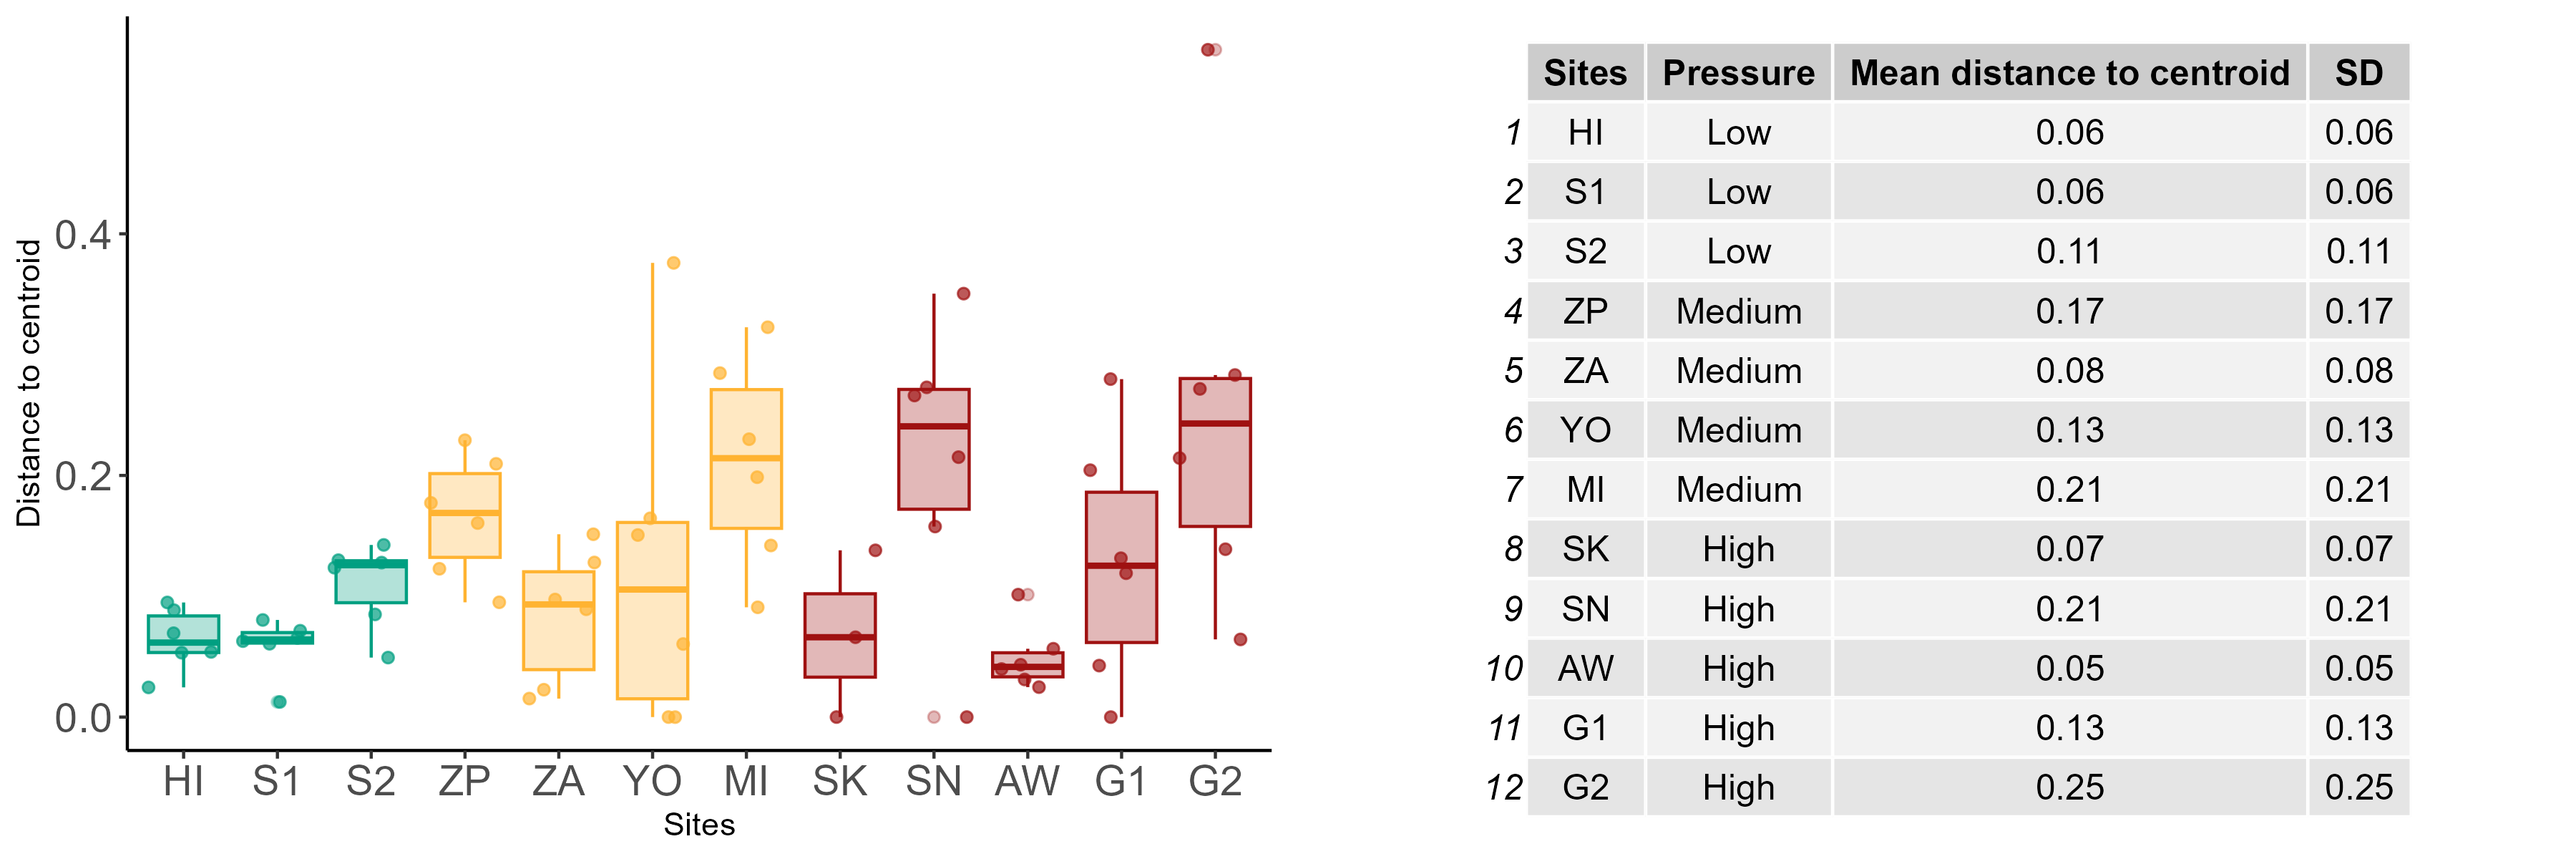 Distance to centroid
0.4
0.2
0.0
HI S1 S2 ZP ZA YO MI SK SN AW G1 G2
Sites
Sites Pressure Mean distance to centroid SD
1 HI Low 0.06 0.06
2 S1 Low 0.06 0.06
3 S2 Low 0.11 0.11
4 ZP Medium 0.17 0.17
5 ZA Medium 0.08 0.08
6 YO Medium 0.13 0.13
7 MI Medium 0.21 0.21
8 SK High 0.07 0.07
9 SN High 0.21 0.21
10 AW High 0.05 0.05
11 G1 High 0.13 0.13
12 G2 High 0.25 0.25